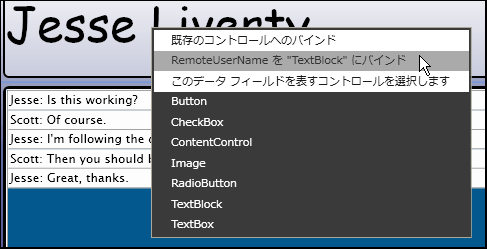 Jesse Liverty
既存のコントロールへのバインド
RemoteUserName を "TextBlock" にバインド
このデータ フィールドを表すコントロールを選択します
Button
CheckBox
ContentControl
Image
RadioButton
TextBlock
TextBox
Jesse: Is this working?
Scott: Of course.
Jesse: I'm following the
Scott: Then you should
Jesse: Great, thanks.